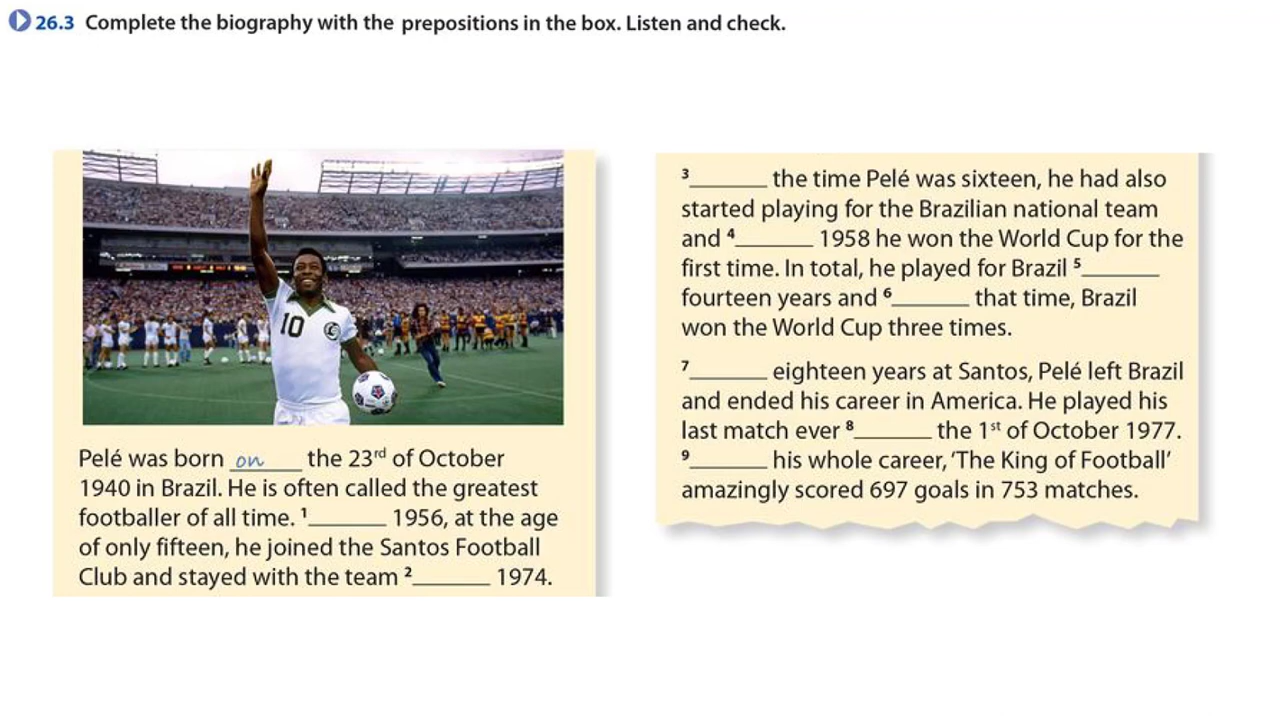 26.3 Complete the biography with the prepositions in the box. Listen and check.
10
Pelé was born on the 23rd of October
1940 in Brazil. He is often called the greatest
footballer of all time. 1_______ 1956, at the age
of only fifteen, he joined the Santos Football
Club and stayed with the team 2_______ 1974.
3_______ the time Pelé was sixteen, he had also
started playing for the Brazilian national team
and 4_______ 1958 he won the World Cup for the
first time. In total, he played for Brazil 5_______
fourteen years and 6_______ that time, Brazil
won the World Cup three times.
7_______ eighteen years at Santos, Pelé left Brazil
and ended his career in America. He played his
last match ever 8_______ the 1st of October 1977.
9_______ his whole career, ‘The King of Football’
amazingly scored 697 goals in 753 matches.